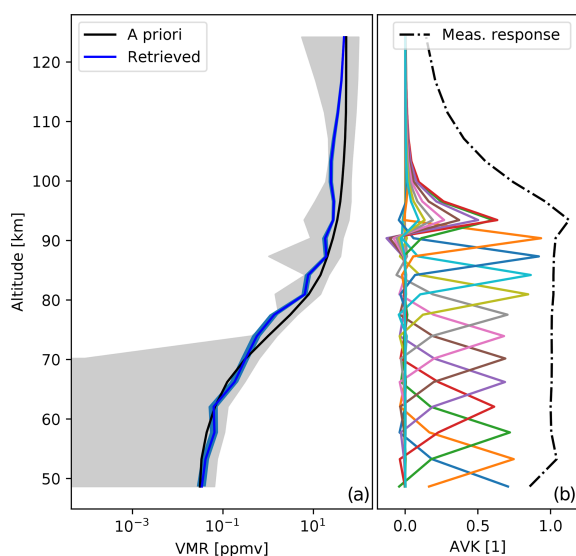 A priori
Retrieved
Meas. response
120
110
100
90
80
70
60
50
Altitude [km]
10⁻³
10⁻¹
10¹
VMR [ppmv]
(a)
0.0
0.5
1.0
AVK [1]
(b)